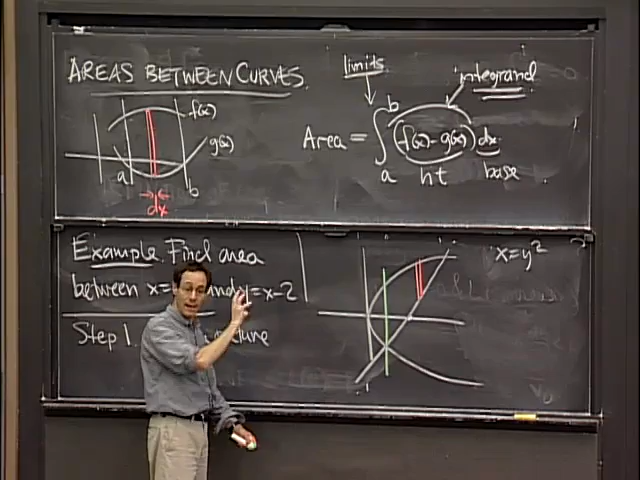 AREAS BETWEEN CURVES
f(x)
g(x)
a
b
dx
limits
integrand
Area = ∫ b (f(x)-g(x)) dx
a ht base
Example Find area
between x= and y=x-2
Step 1.
x=y²